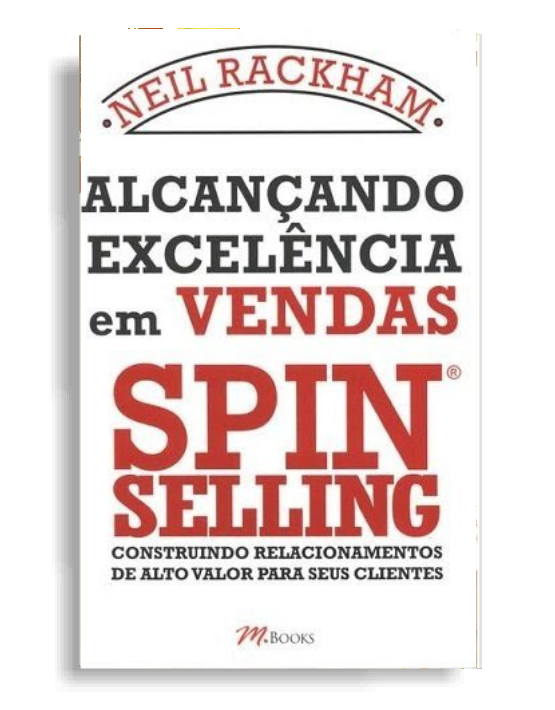 • NEIL RACKHAM •
ALCANÇANDO
EXCELÊNCIA
em VENDAS
SPIN®
SELLING
CONSTRUINDO RELACIONAMENTOS
DE ALTO VALOR PARA SEUS CLIENTES
M.BOOKS